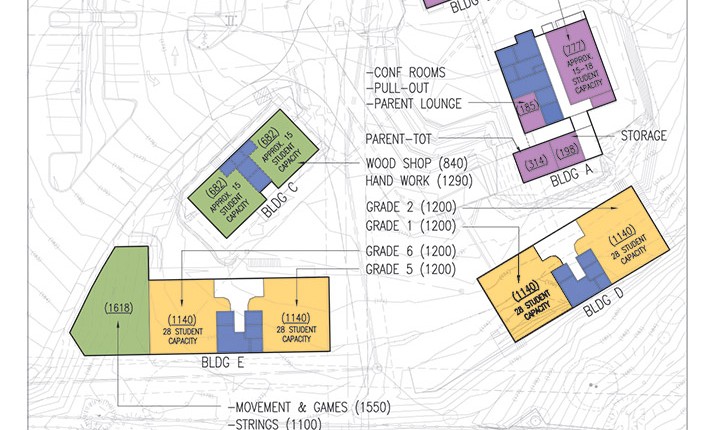 BLDG
(777)
APPROX.
15-18
STUDENT
CAPACITY
-CONF ROOMS
-PULL-OUT
-PARENT LOUNGE
(185)
PARENT-TOT
STORAGE
(314)
(198)
BLDG A
(682)
APPROX. 15
STUDENT
CAPACITY
(682)
APPROX. 15
STUDENT
CAPACITY
BLDG C
WOOD SHOP (840)
HAND WORK (1290)
GRADE 2 (1200)
GRADE 1 (1200)
GRADE 6 (1200)
GRADE 5 (1200)
(1140)
28 STUDENT
CAPACITY
(1140)
28 STUDENT
CAPACITY
BLDG D
(1618)
(1140)
28 STUDENT
CAPACITY
(1140)
28 STUDENT
CAPACITY
BLDG E
-MOVEMENT & GAMES (1550)
-STRINGS (1100)